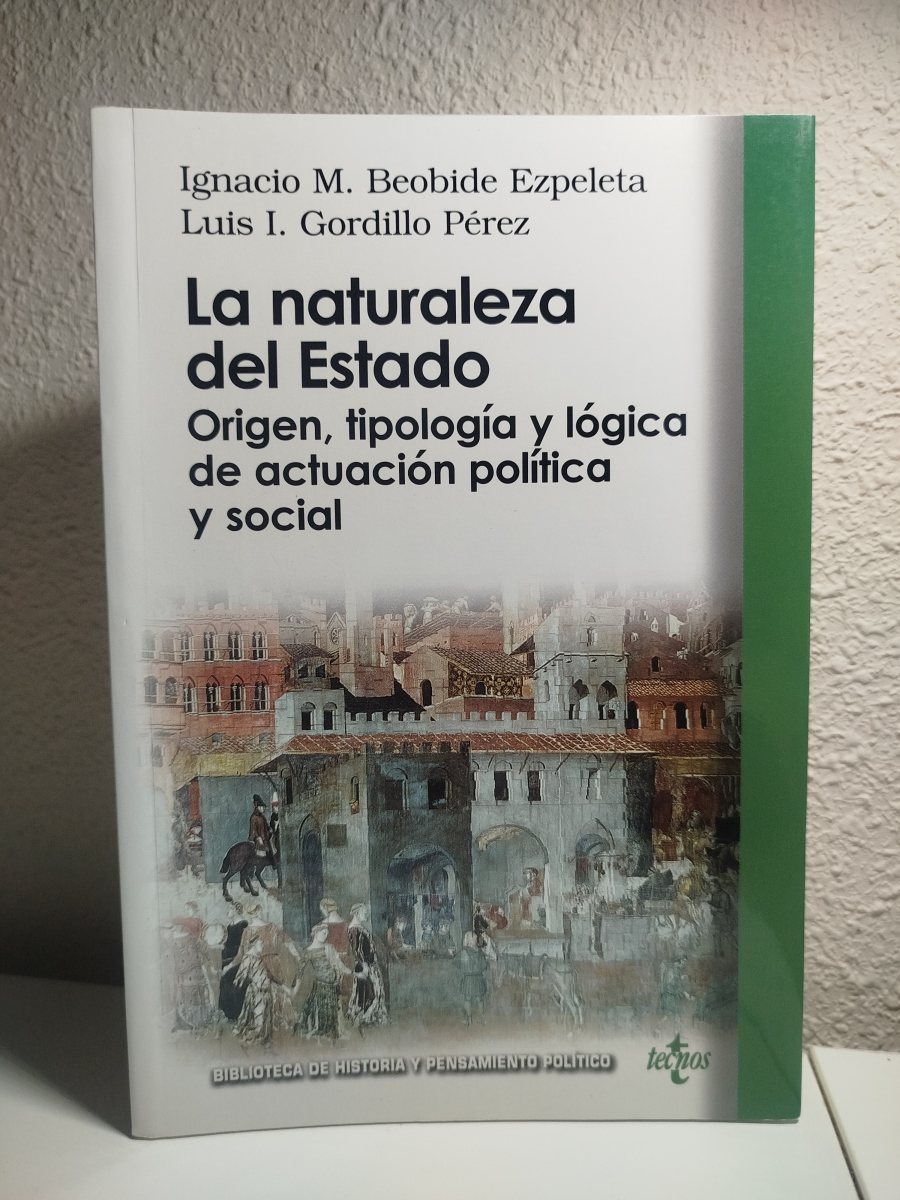 Ignacio M. Beobide Ezpeleta
Luis I. Gordillo Pérez
La naturaleza
del Estado
Origen, tipología y lógica
de actuación política
y social
BIBLIOTECA DE HISTORIA Y PENSAMIENTO POLÍTICO
tecnos